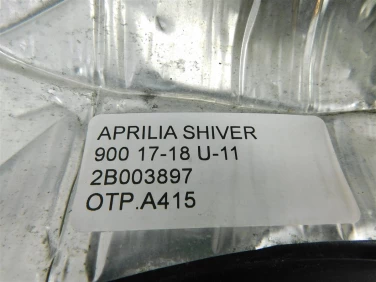 APRILIA SHIVER
900 17-18 U-11
2B003897
OTP.A415